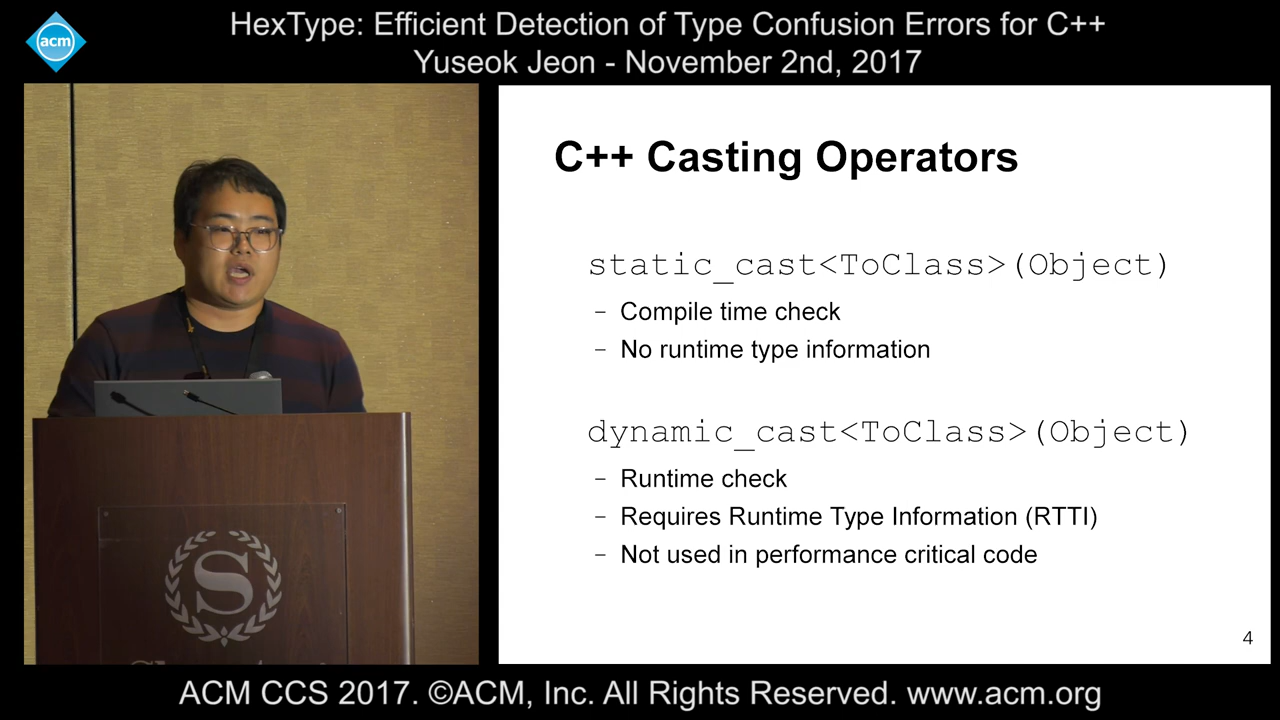 HexType: Efficient Detection of Type Confusion Errors for C++
acm
Yuseok Jeon - November 2nd, 2017
C++ Casting Operators
static_cast<ToClass>(Object)
– Compile time check
– No runtime type information
dynamic_cast<ToClass>(Object)
– Runtime check
– Requires Runtime Type Information (RTTI)
– Not used in performance critical code
4
S
ACM CCS 2017. ©ACM, Inc. All Rights Reserved. www.acm.org